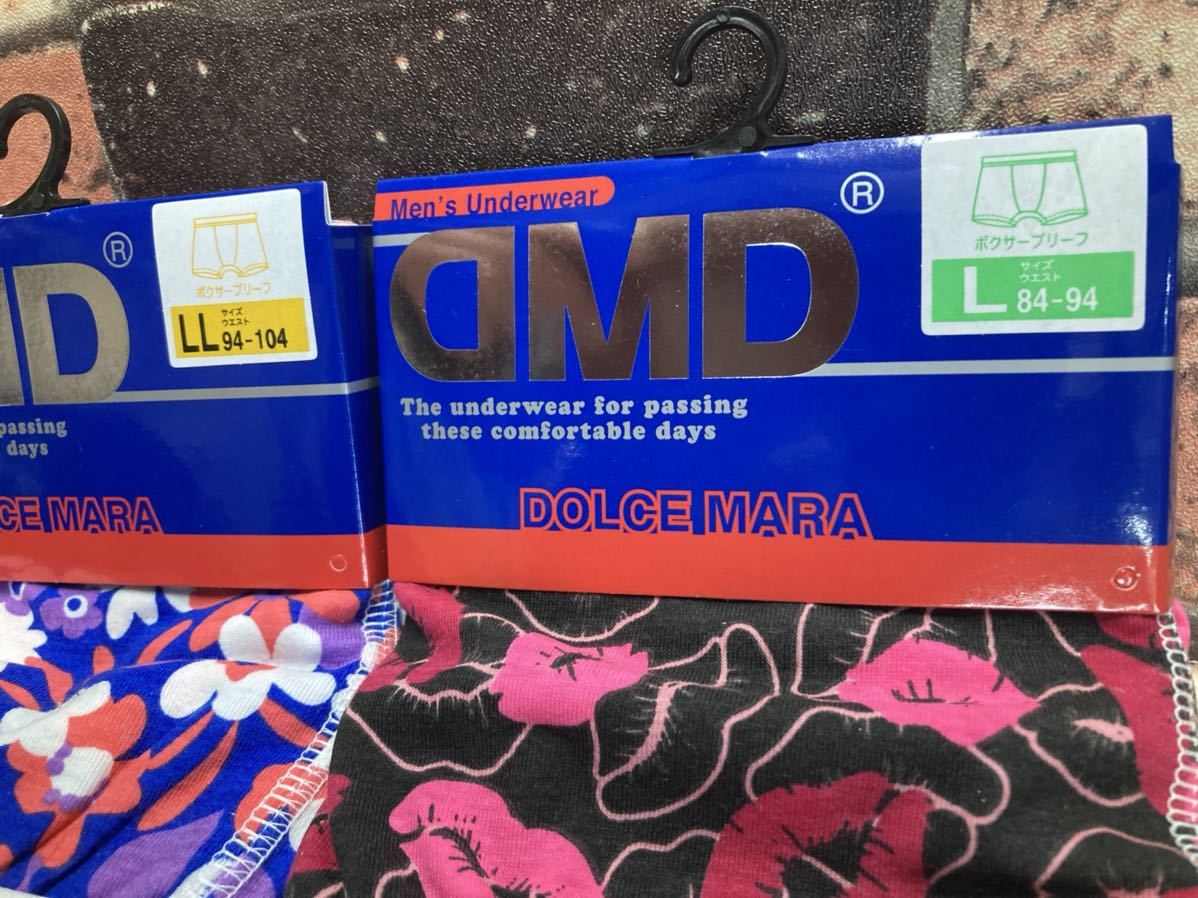 MD®
ボクサーブリーフ
サイズ
ウエスト
LL 94-104
passing
days
CE MARA
Men's Underwear
DMD®
ボクサーブリーフ
サイズ
ウエスト
L 84-94
The underwear for passing
these comfortable days
DOLCE MARA